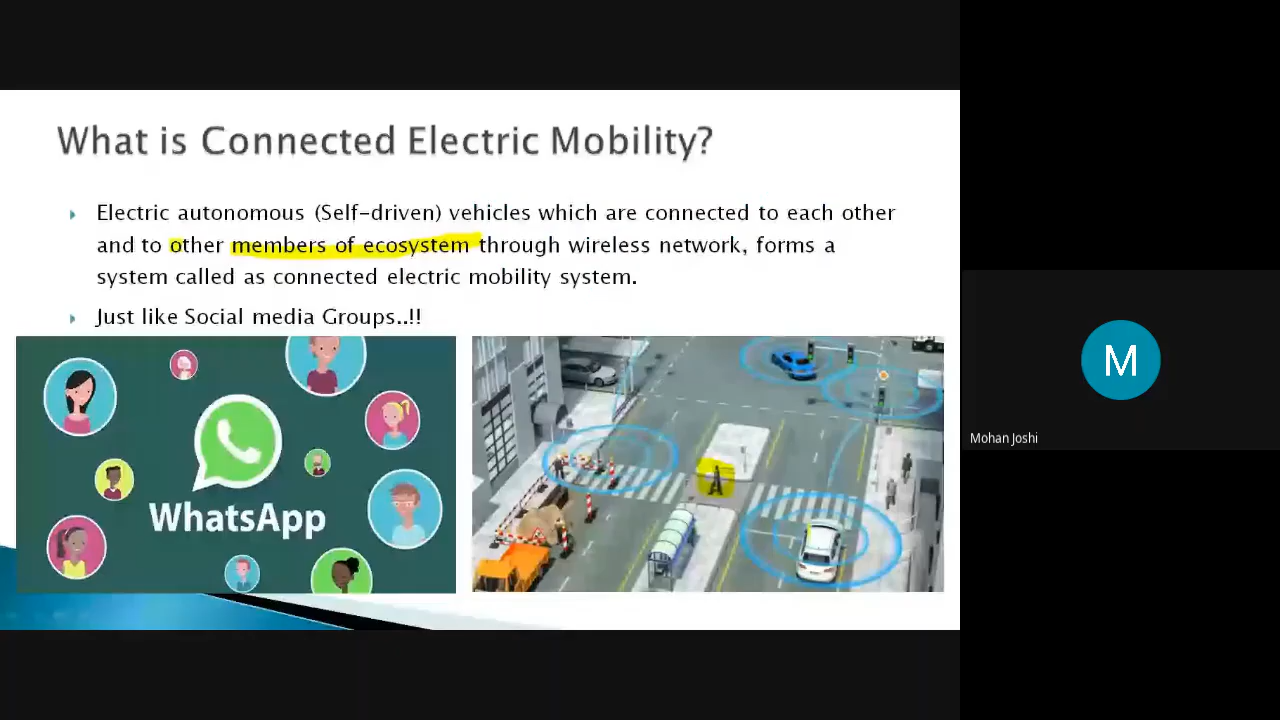 What is Connected Electric Mobility?
Electric autonomous (Self-driven) vehicles which are connected to each other
and to other members of ecosystem through wireless network, forms a
system called as connected electric mobility system.
Just like Social media Groups..!!
WhatsApp
M
Mohan Joshi